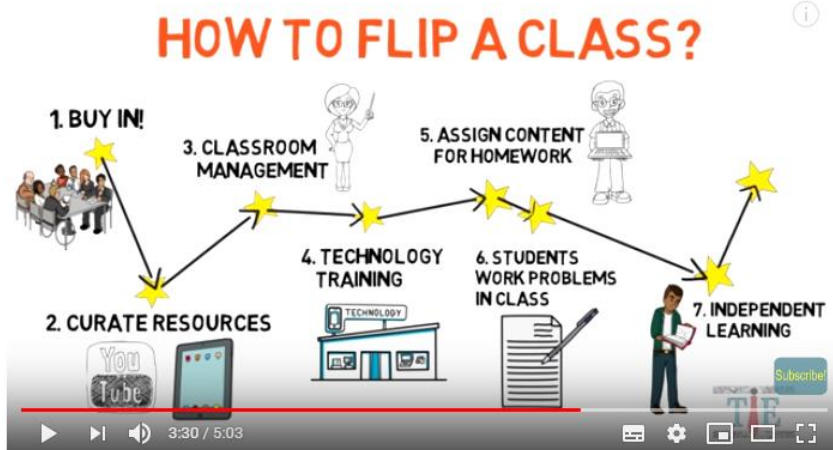 HOW TO FLIP A CLASS?
1. BUY IN!
2. CURATE RESOURCES
You
Tube
3. CLASSROOM
MANAGEMENT
4. TECHNOLOGY
TRAINING
TECHNOLOGY
5. ASSIGN CONTENT
FOR HOMEWORK
6. STUDENTS
WORK PROBLEMS
IN CLASS
7. INDEPENDENT
LEARNING
Subscribe!
TIE
3:30 / 5:03